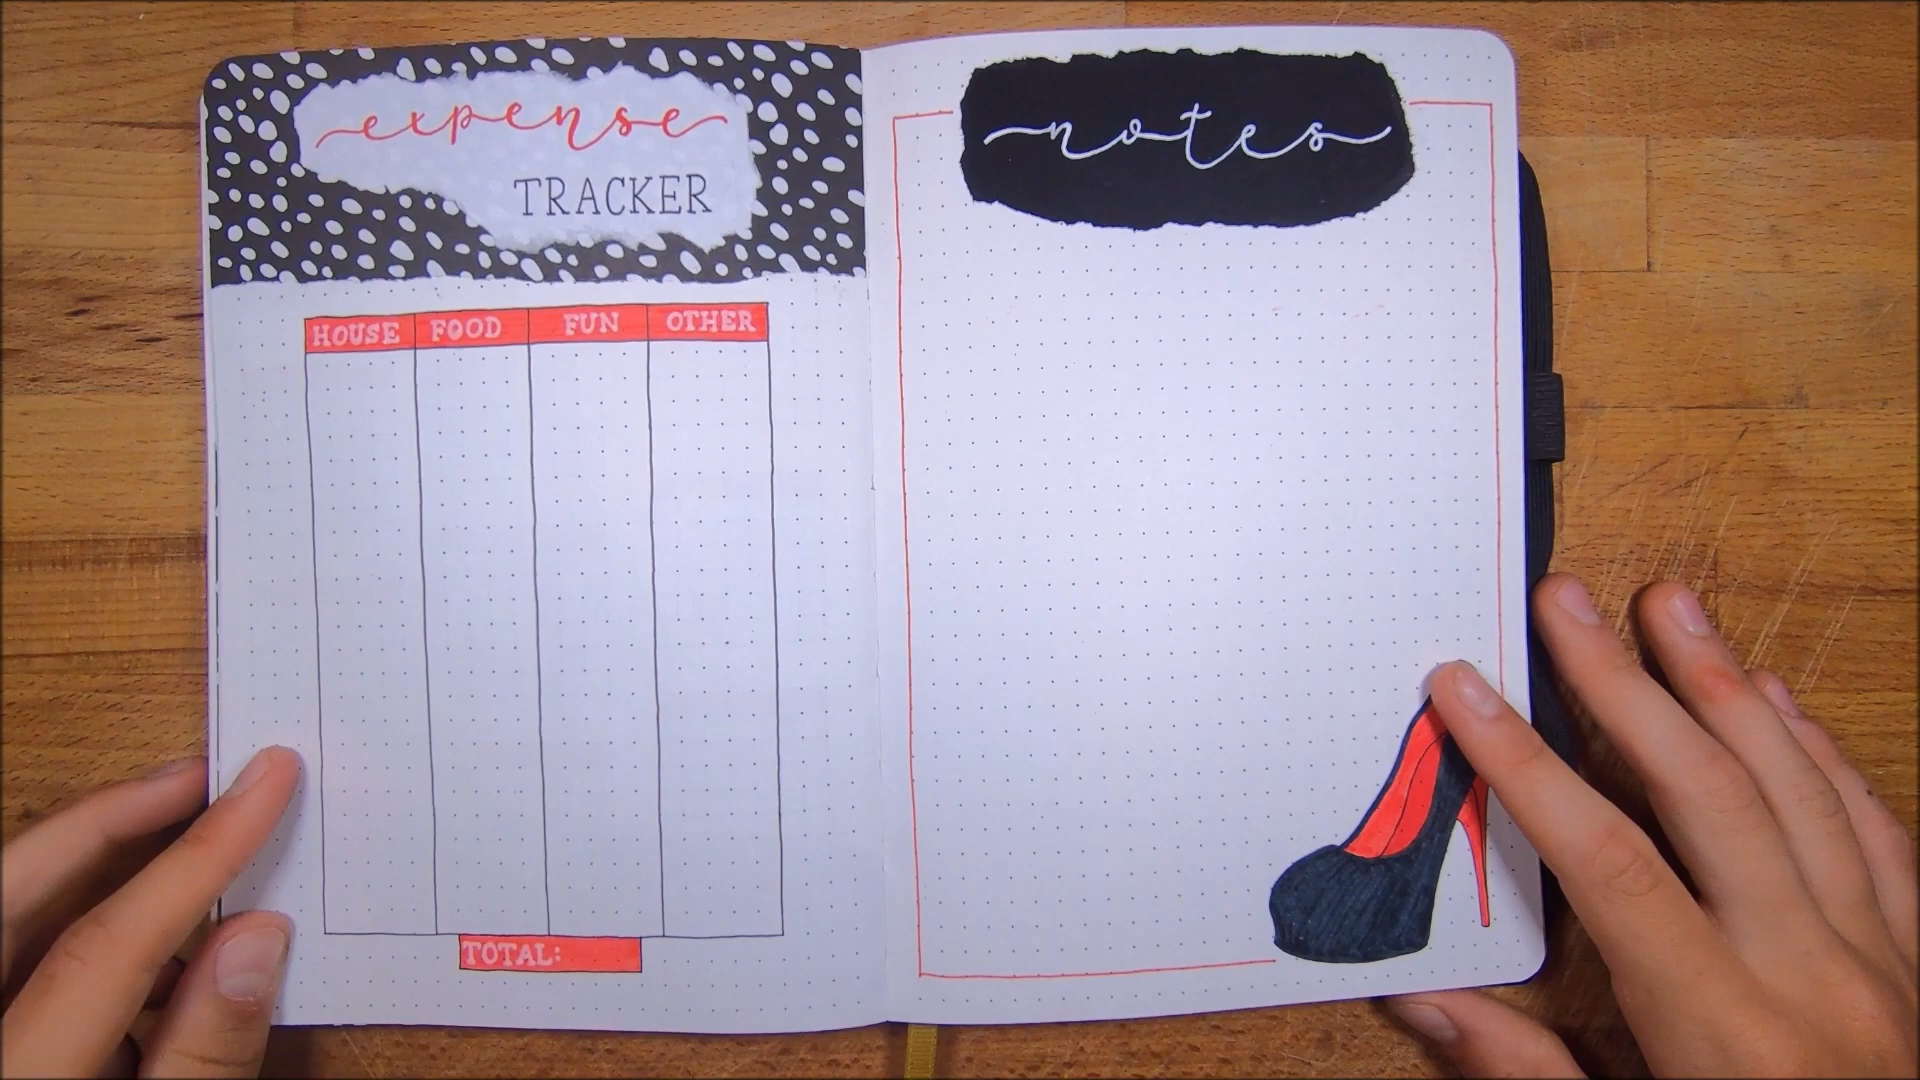 expense
TRACKER
HOUSE FOOD FUN OTHER
TOTAL:
notes